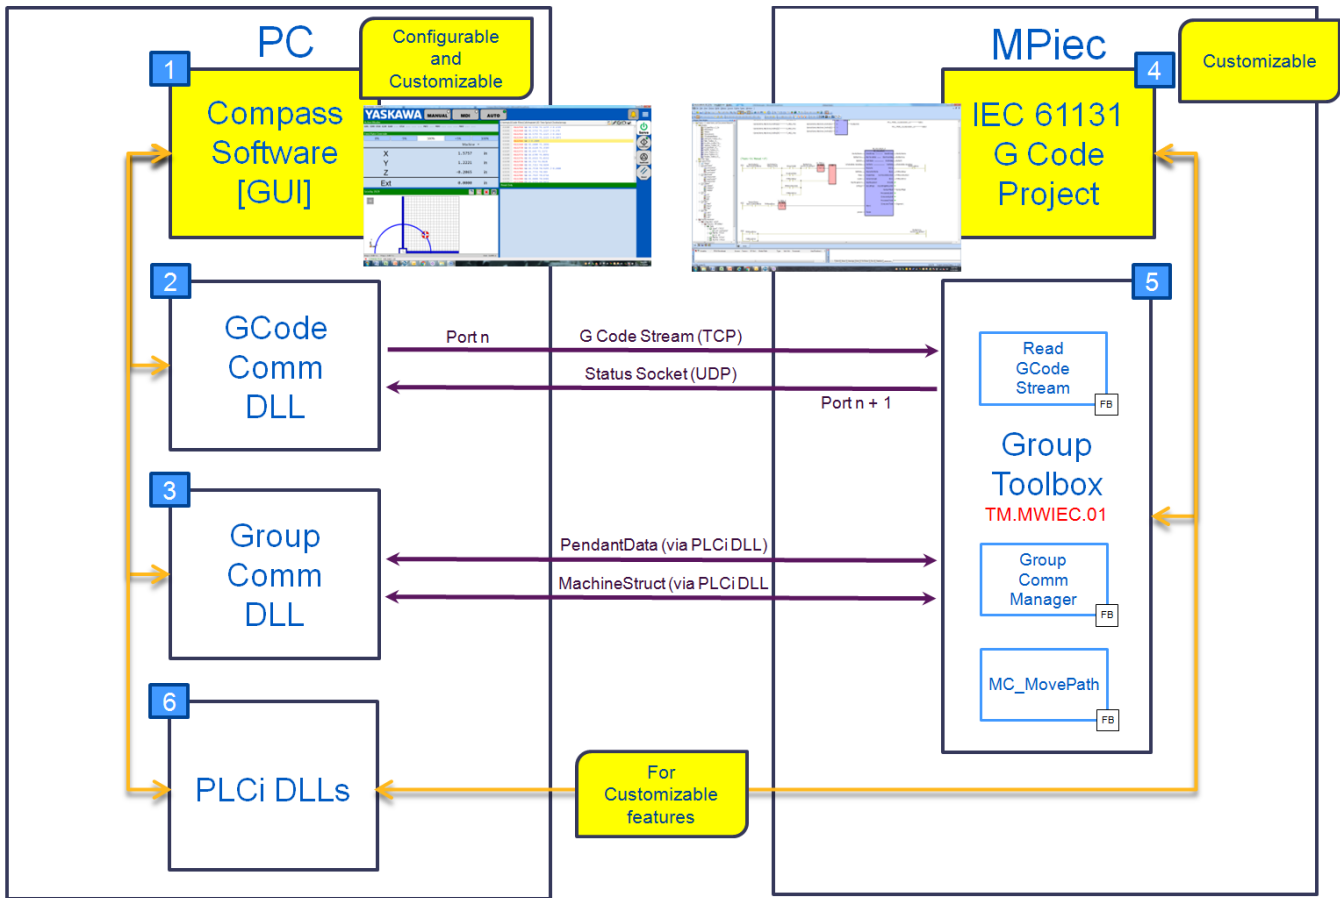 PC
Configurable
and
Customizable
1
Compass
Software
[GUI]
YASKAWA
MANUAL
MDI
AUTO
X
Y
Z
Ext
2
GCode
Comm
DLL
3
Group
Comm
DLL
6
PLCi DLLs
Port n
G Code Stream (TCP)
Status Socket (UDP)
Port n + 1
PendantData (via PLCi DLL)
MachineStruct (via PLCi DLL
For
Customizable
features
MPiec
Customizable
4
IEC 61131
G Code
Project
5
Read
GCode
Stream
FB
Group
Toolbox
TM.MWIEC.01
Group
Comm
Manager
FB
MC_MovePath
FB